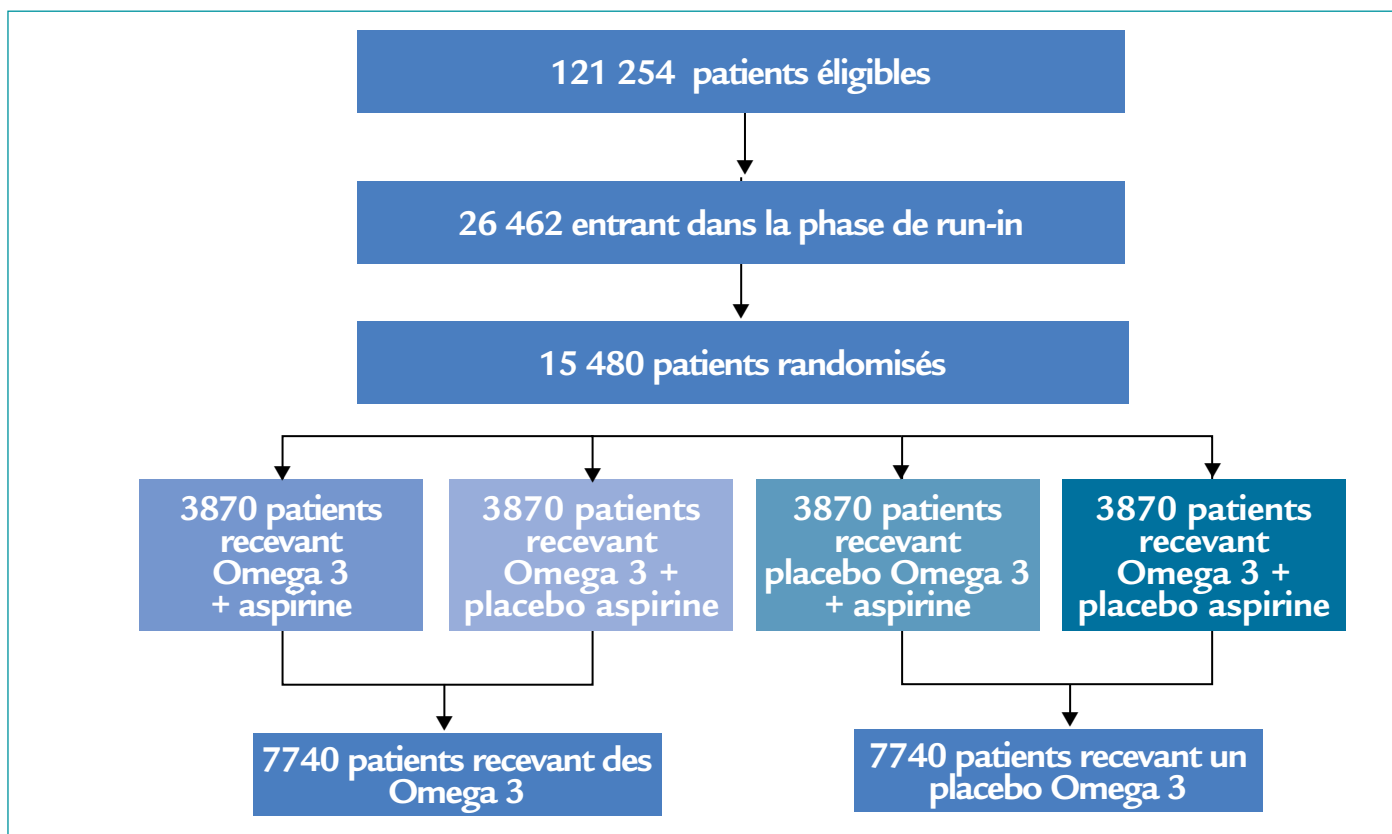 121 254 patients éligibles
26 462 entrant dans la phase de run-in
15 480 patients randomisés
3870 patients
recevant
Omega 3
+ aspirine
3870 patients
recevant
Omega 3 +
placebo aspirine
3870 patients
recevant
placebo Omega 3
+ aspirine
3870 patients
recevant
Omega 3 +
placebo aspirine
7740 patients recevant des
Omega 3
7740 patients recevant un
placebo Omega 3